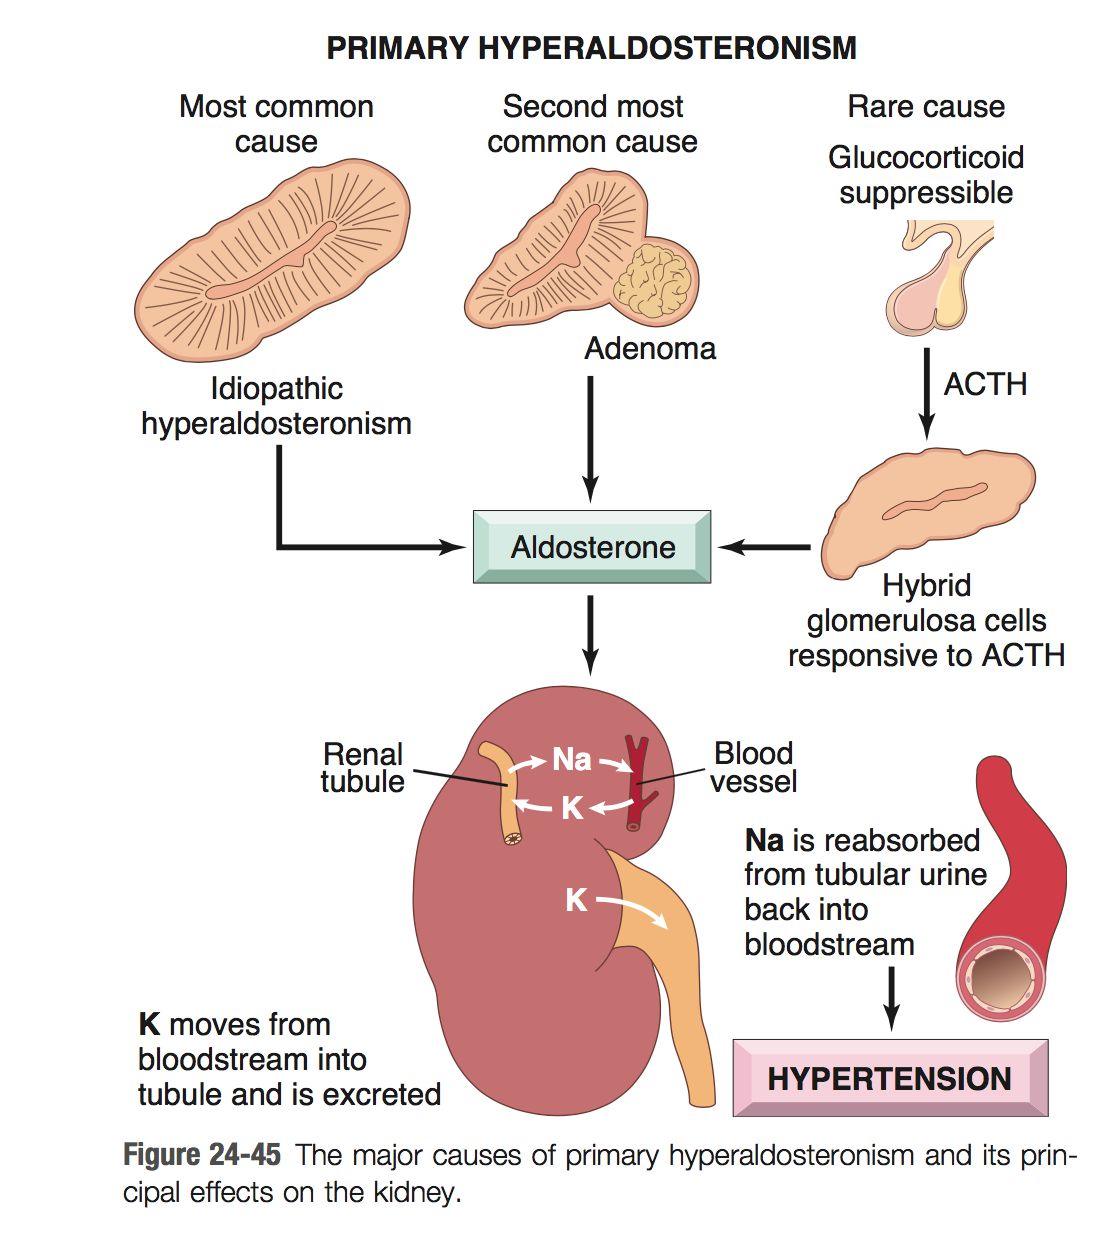 PRIMARY HYPERALDOSTERONISM
Most common
cause
Second most
common cause
Rare cause
Glucocorticoid
suppressible
Adenoma
ACTH
Idiopathic
hyperaldosteronism
Aldosterone
Hybrid
glomerulosa cells
responsive to ACTH
Renal
tubule
Na
K
Blood
vessel
K
Na is reabsorbed
from tubular urine
back into
bloodstream
K moves from
bloodstream into
tubule and is excreted
HYPERTENSION
Figure 24-45 The major causes of primary hyperaldosteronism and its prin-
cipal effects on the kidney.